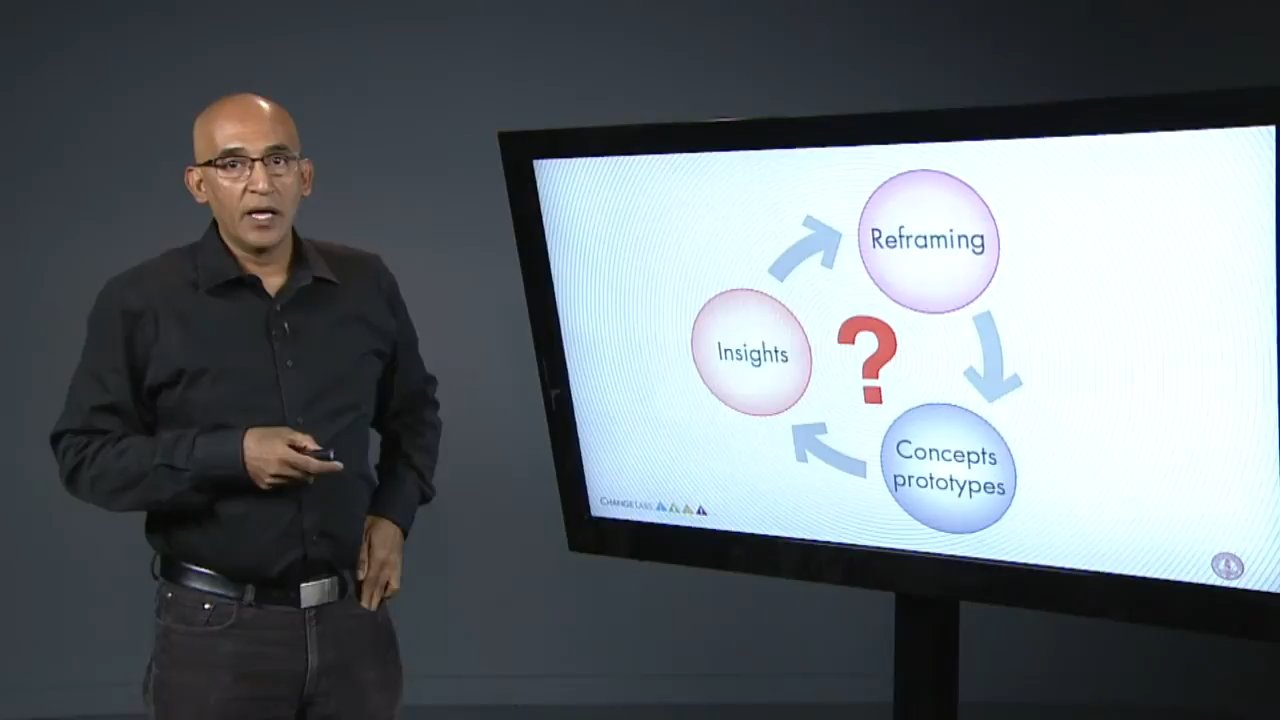 Reframing
Insights
?
Concepts
prototypes
CHANGE LABS